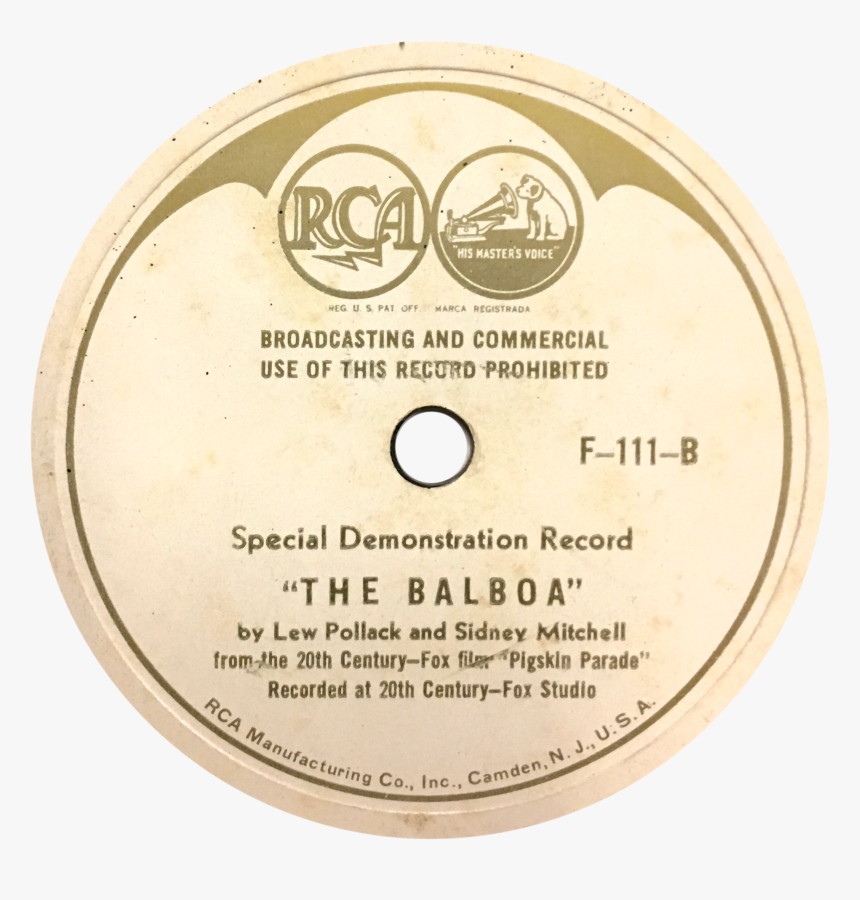 RCA
"HIS MASTER'S VOICE"
REG. U. S. PAT. OFF. MARCA REGISTRADA
BROADCASTING AND COMMERCIAL
USE OF THIS RECORD PROHIBITED
F–111–B
Special Demonstration Record
“THE BALBOA”
by Lew Pollack and Sidney Mitchell
from the 20th Century–Fox film “Pigskin Parade”
Recorded at 20th Century–Fox Studio
RCA Manufacturing Co., Inc., Camden, N. J., U. S. A.